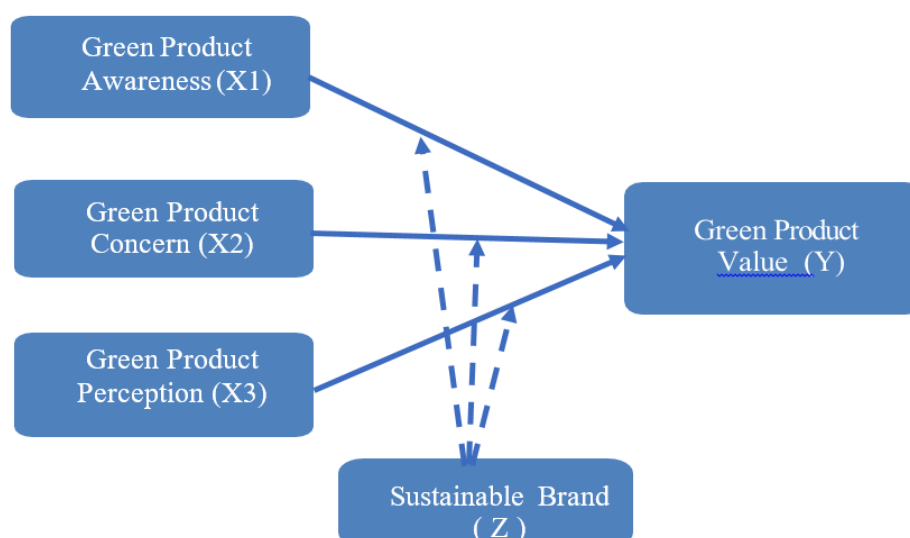 Green Product
Awareness (X1)
Green Product
Concern (X2)
Green Product
Value (Y)
Green Product
Perception (X3)
Sustainable Brand
( Z )